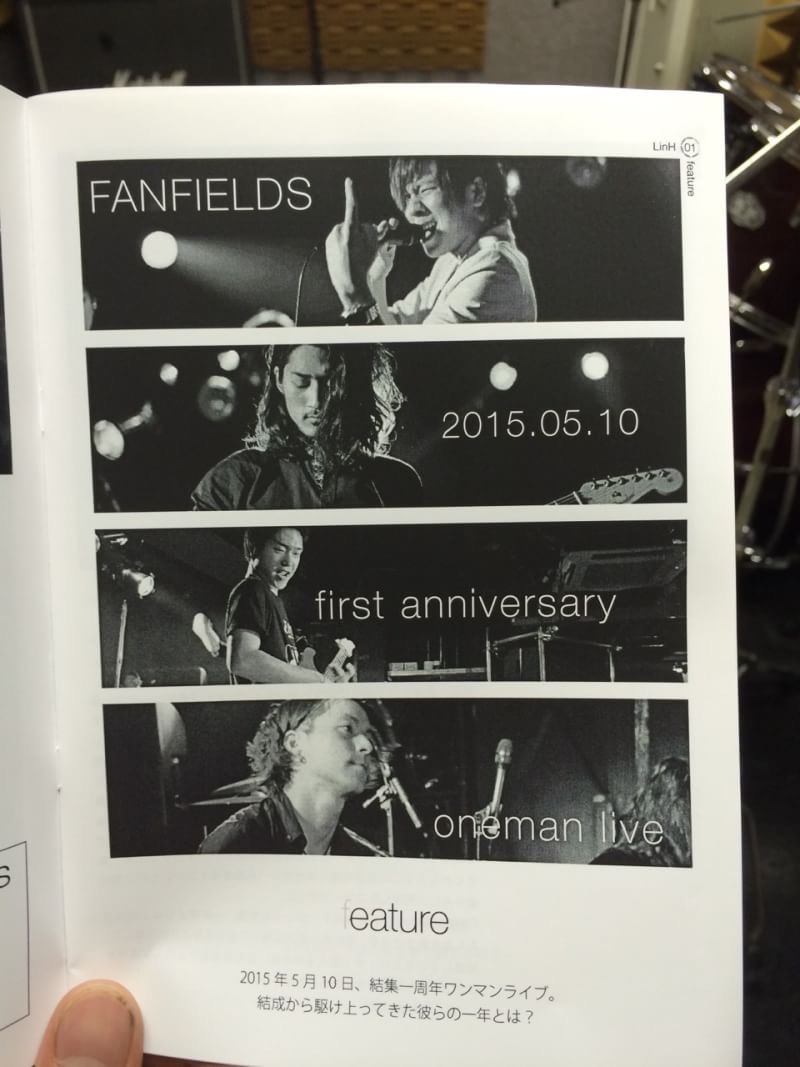 Marshall
LinH 01 feature
FANFIELDS
2015.05.10
first anniversary
oneman live
feature
2015年5月10日、結集一周年ワンマンライブ。
結成から駆け上ってきた彼らの一年とは？
S